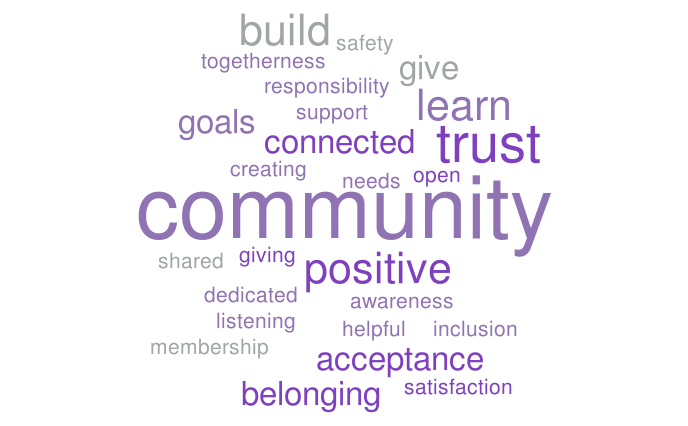 build
safety
togetherness
give
responsibility
learn
support
goals
connected
trust
creating
needs
open
community
shared
giving
positive
dedicated
awareness
listening
helpful
inclusion
membership
acceptance
belonging
satisfaction